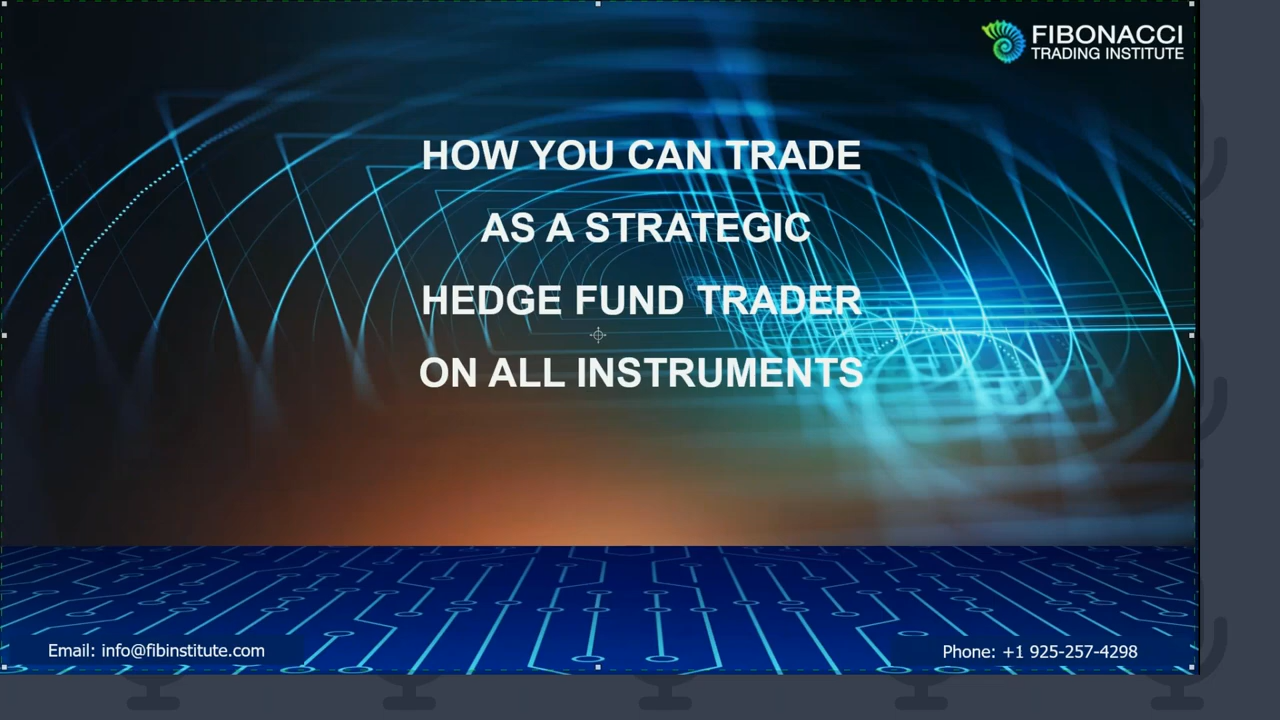 FIBONACCI
TRADING INSTITUTE
HOW YOU CAN TRADE
AS A STRATEGIC
HEDGE FUND TRADER
ON ALL INSTRUMENTS
Email: info@fibinstitute.com
Phone: +1 925-257-4298